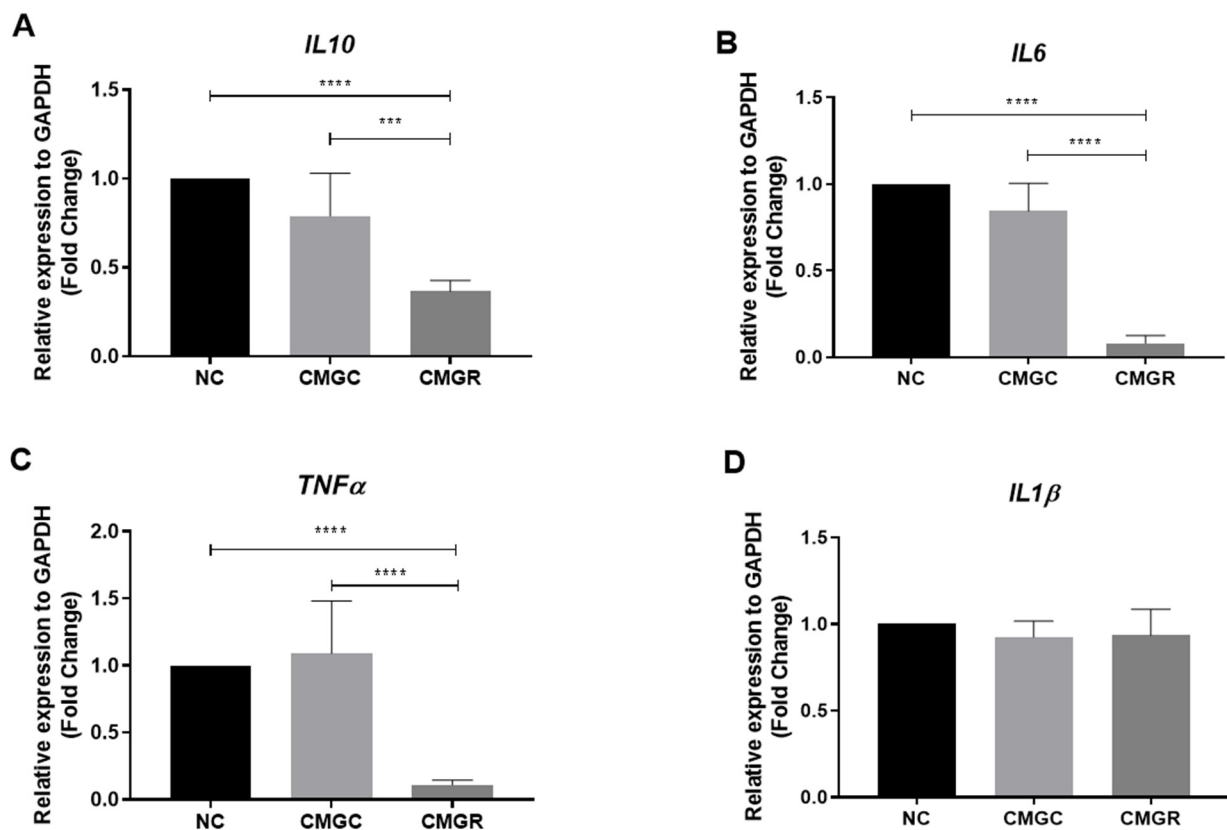 A
IL10
Relative expression to GAPDH
(Fold Change)
1.5
1.0
0.5
0.0
****
***
NC CMGC CMGR
B
IL6
Relative expression to GAPDH
(Fold Change)
1.5
1.0
0.5
0.0
****
****
NC CMGC CMGR
C
TNFα
Relative expression to GAPDH
(Fold Change)
2.0
1.5
1.0
0.5
0.0
****
****
NC CMGC CMGR
D
IL1β
Relative expression to GAPDH
(Fold Change)
1.5
1.0
0.5
0.0
NC CMGC CMGR